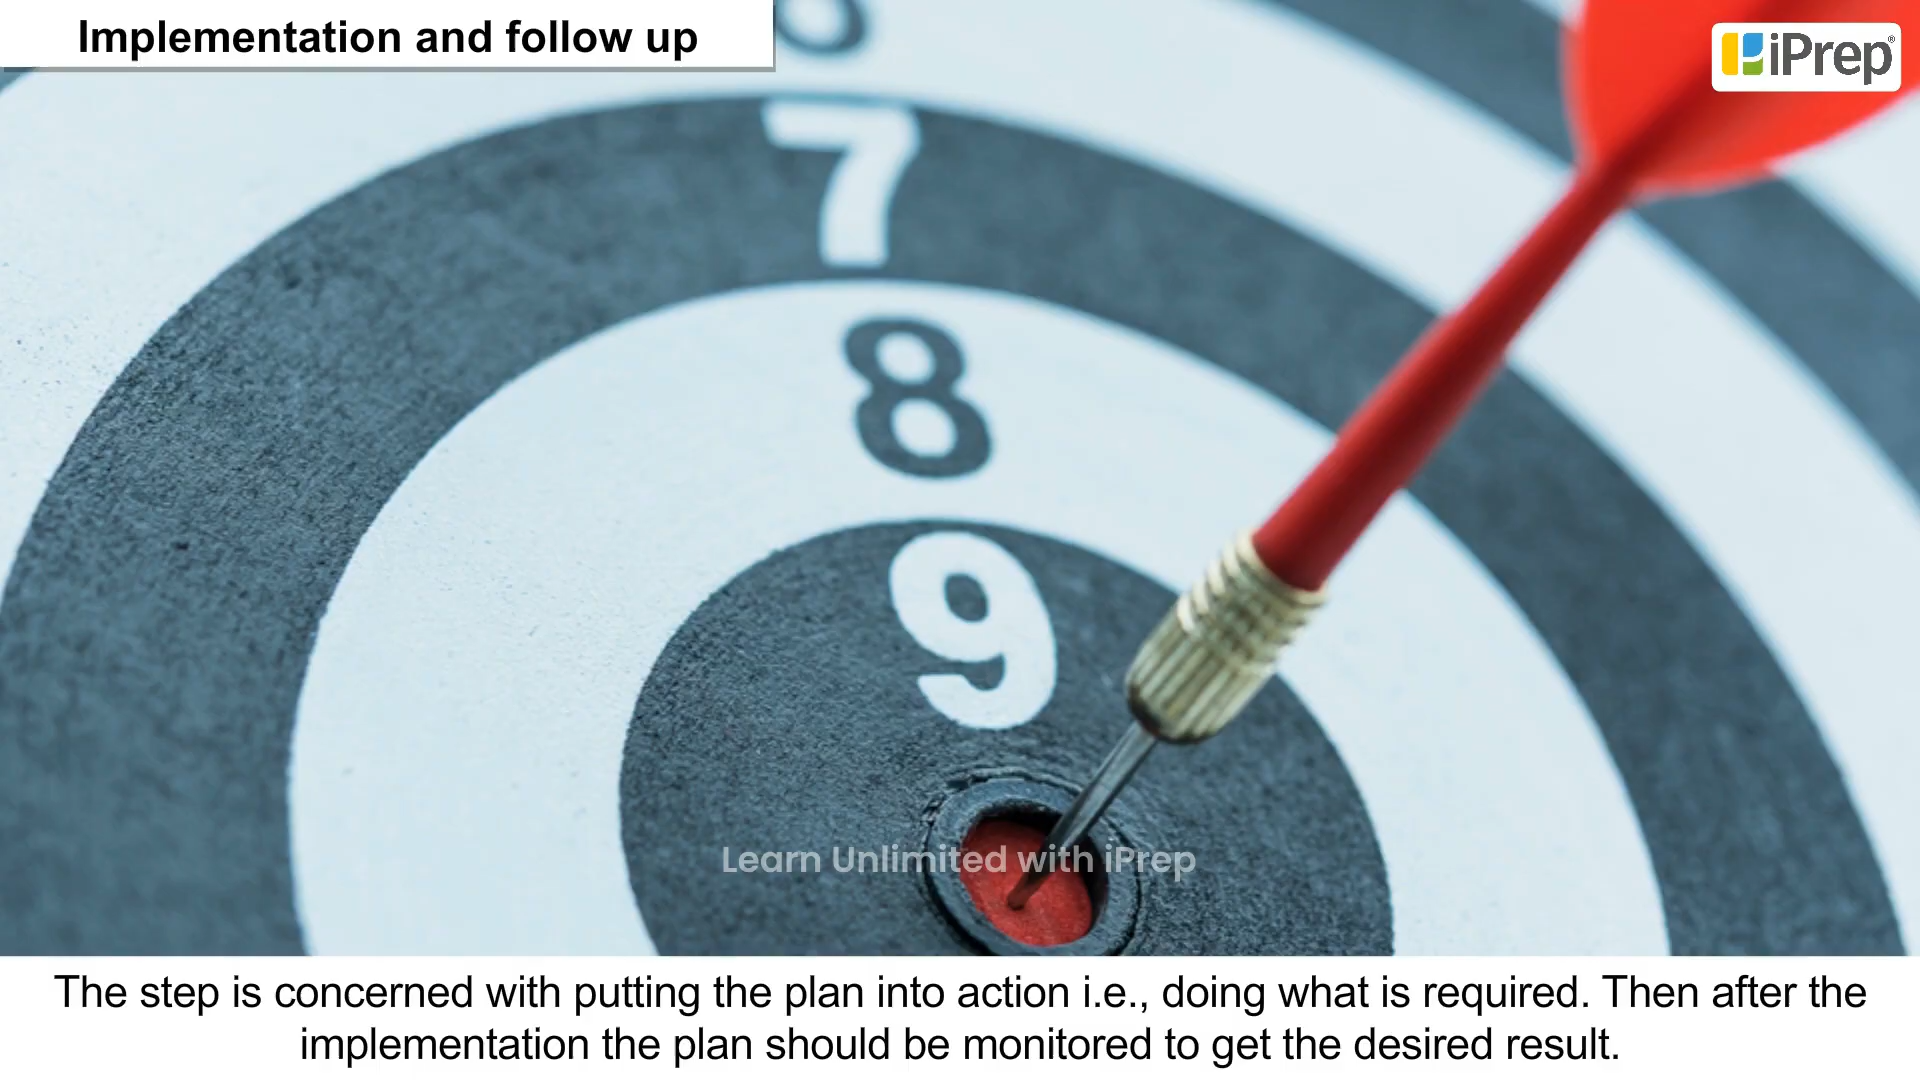 Implementation and follow up
iPrep®
6
7
8
9
Learn Unlimited with iPrep
The step is concerned with putting the plan into action i.e., doing what is required. Then after the
implementation the plan should be monitored to get the desired result.